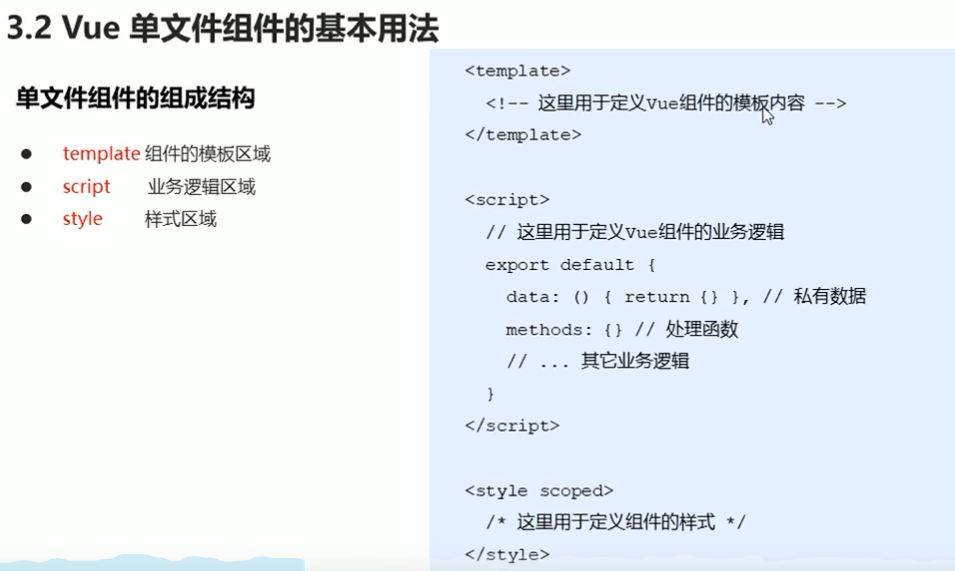 3.2 Vue 单文件组件的基本用法
单文件组件的组成结构
● template 组件的模板区域
● script 业务逻辑区域
● style 样式区域
<template>
<!-- 这里用于定义Vue组件的模板内容 -->
</template>
<script>
// 这里用于定义Vue组件的业务逻辑
export default {
data: () { return {} }, // 私有数据
methods: {} // 处理函数
// ... 其它业务逻辑
}
</script>
<style scoped>
/* 这里用于定义组件的样式 */
</style>